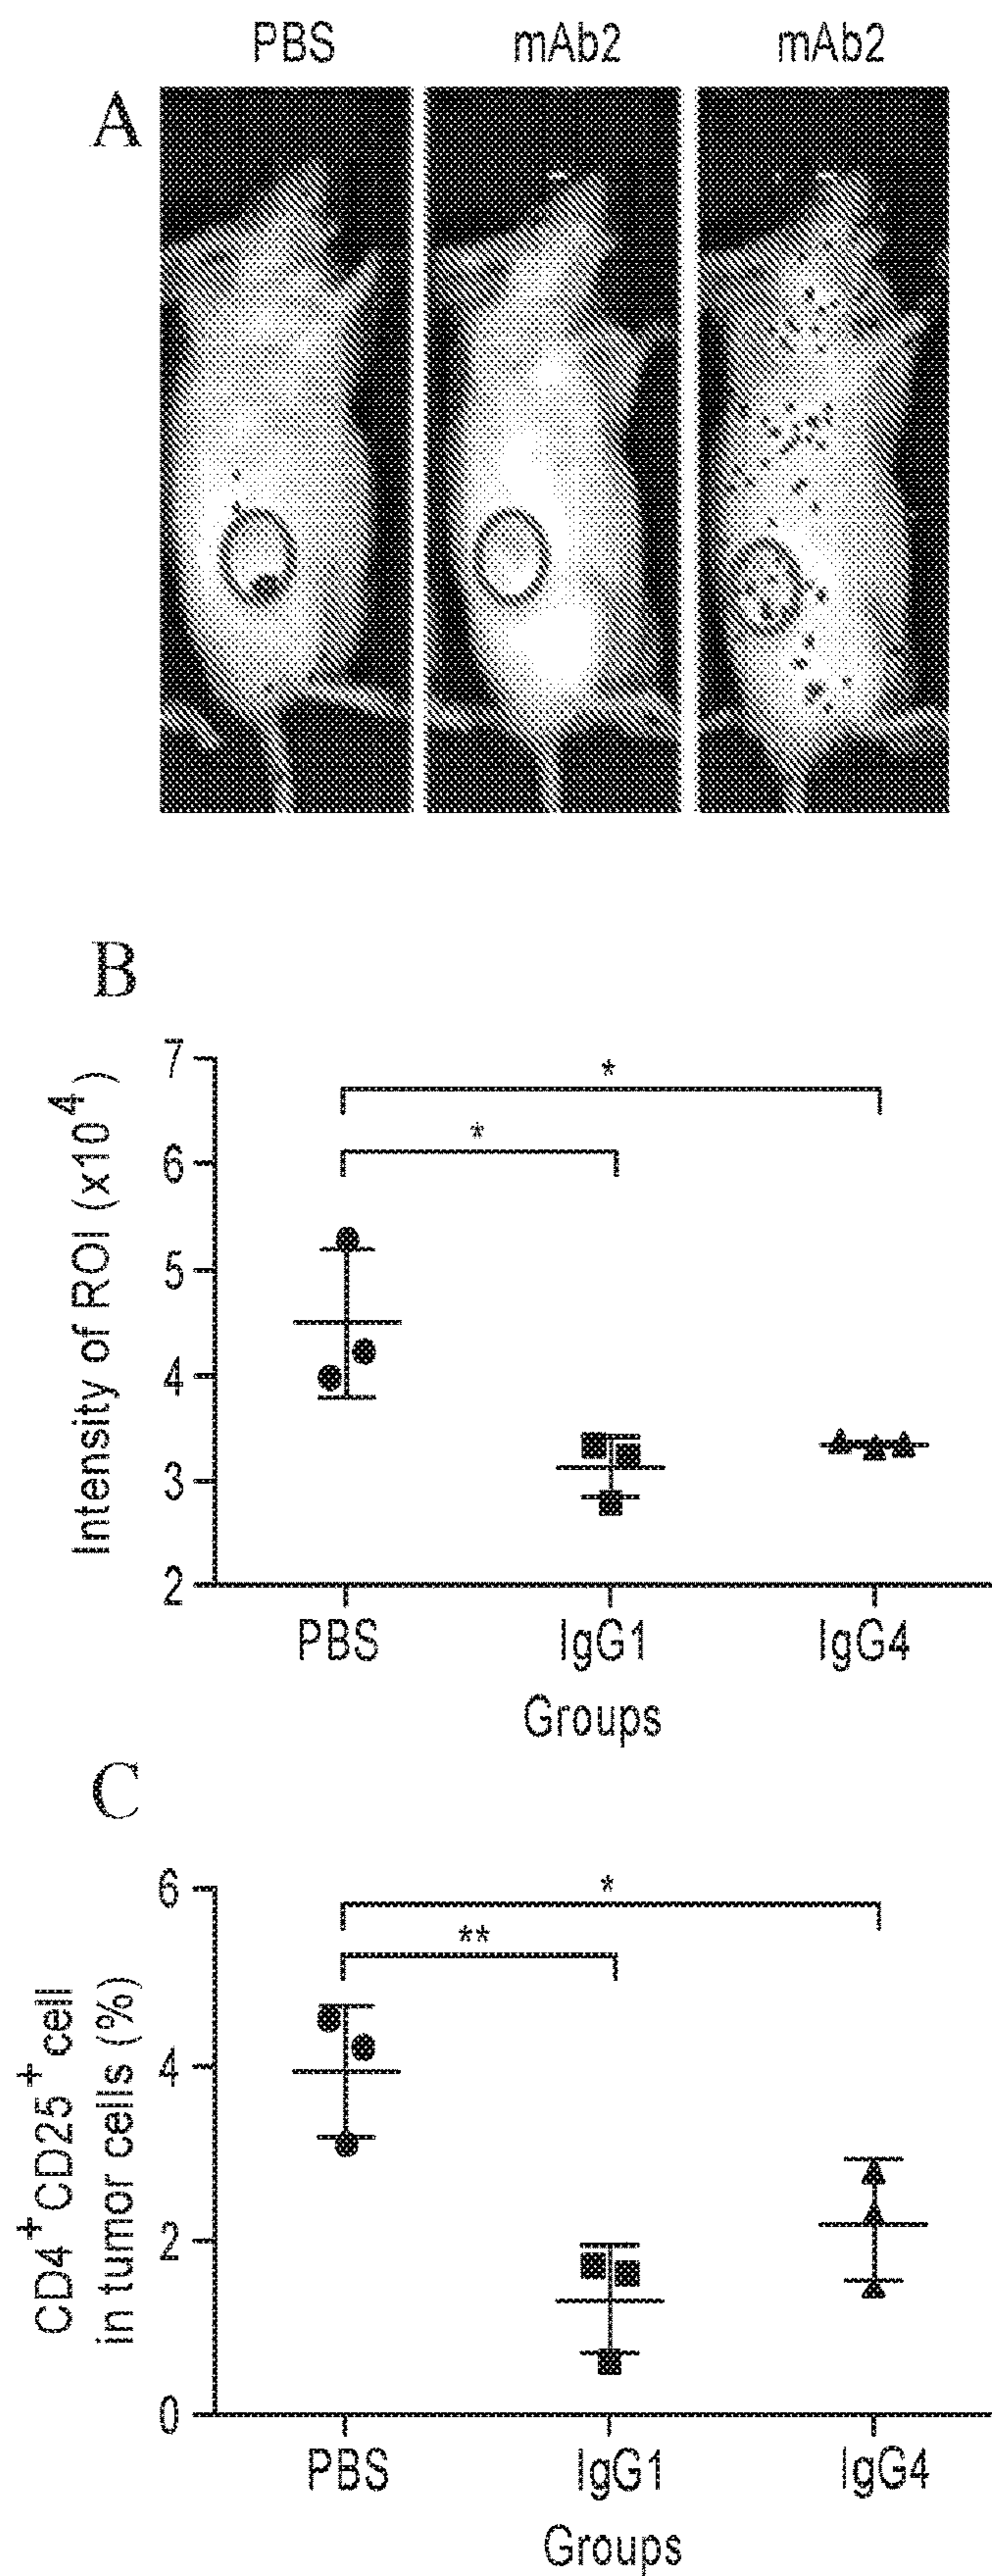 PBS mAb2 mAb2
A
B
Intensity of ROI (x10⁴)
7
6
5
4
3
2
*
*
PBS IgG1 IgG4
Groups
C
CD4⁺CD25⁺ cell
in tumor cells (%)
6
4
2
0
*
**
PBS IgG1 IgG4
Groups